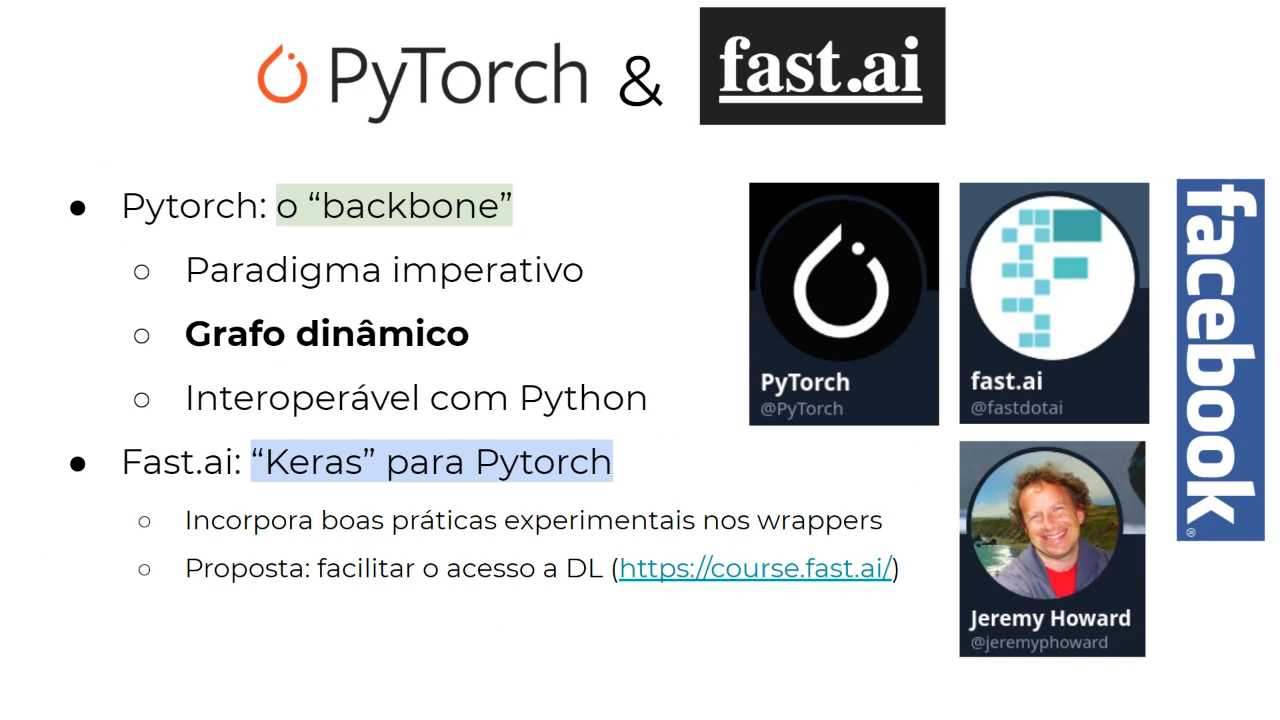 PyTorch & fast.ai
● Pytorch: o “backbone”
○ Paradigma imperativo
○ Grafo dinâmico
○ Interoperável com Python
● Fast.ai: “Keras” para Pytorch
○ Incorpora boas práticas experimentais nos wrappers
○ Proposta: facilitar o acesso a DL (https://course.fast.ai/)
PyTorch
@PyTorch
fast.ai
@fastdotai
Jeremy Howard
@jeremyphoward
facebook®